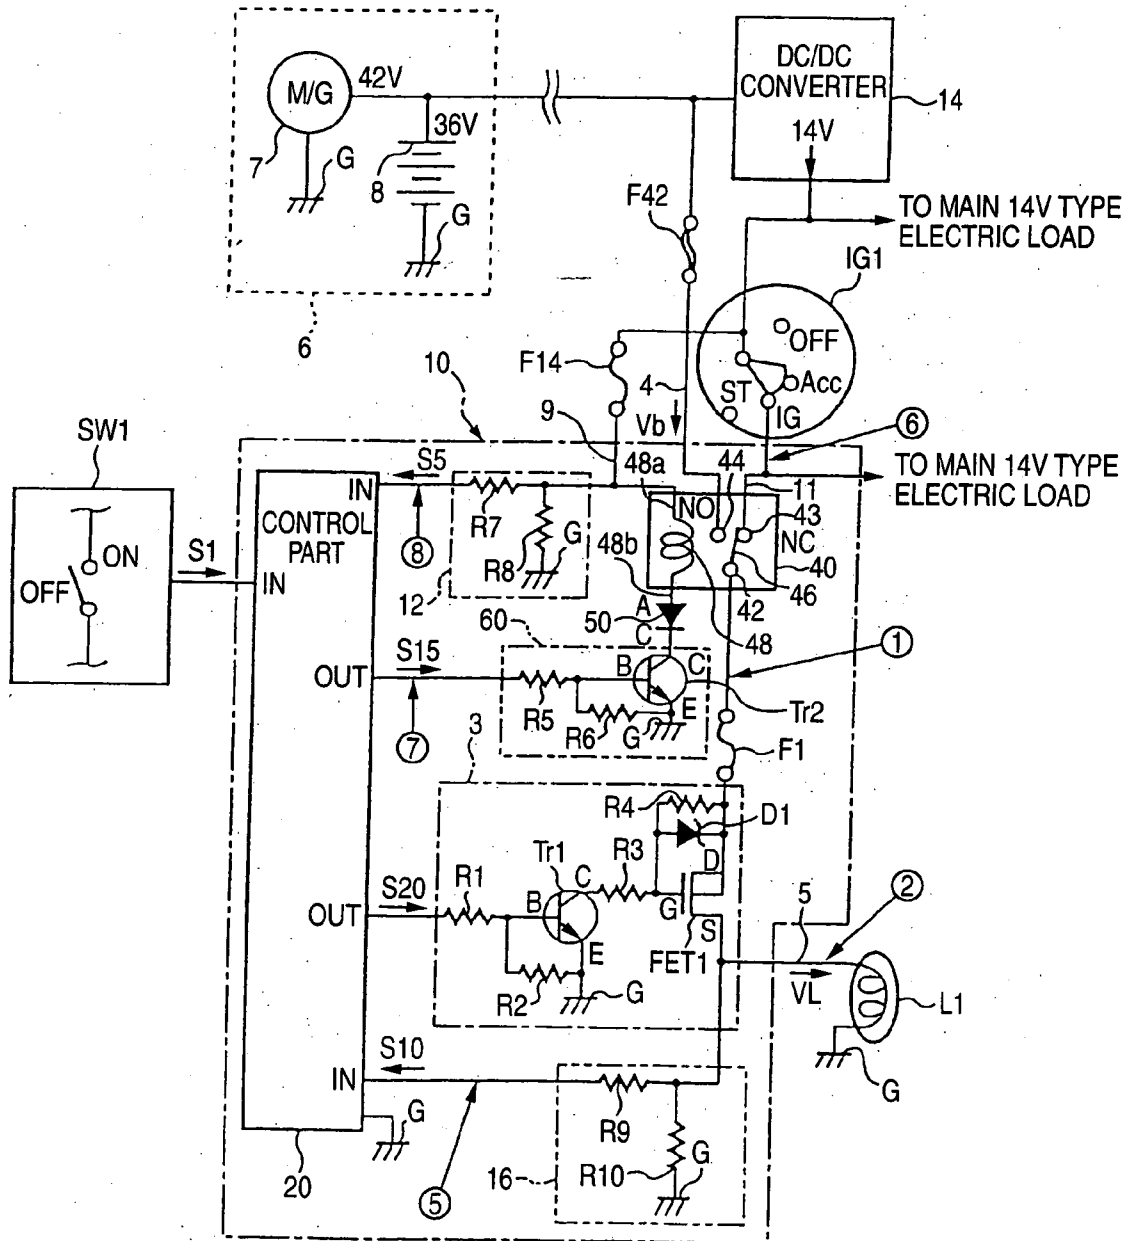 M/G
42V
36V
7
G
8
G
6
DC/DC
CONVERTER
14V
14
F42
TO MAIN 14V TYPE
ELECTRIC LOAD
IG1
OFF
Acc
ST
IG
F14
4
Vb
9
10
6
SW1
ON
OFF
S1
IN
CONTROL
PART
IN
S5
8
R7
R8
G
12
48a
NO
44
11
43
NC
40
46
42
48
48b
TO MAIN 14V TYPE
ELECTRIC LOAD
A
50
C
60
S15
OUT
7
R5
R6
B
C
E
G
Tr2
1
F1
3
R4
D1
D
R3
Tr1
C
B
E
R1
R2
G
S20
OUT
G
S
FET1
5
2
VL
L1
G
S10
IN
R9
R10
G
16
5
G
20